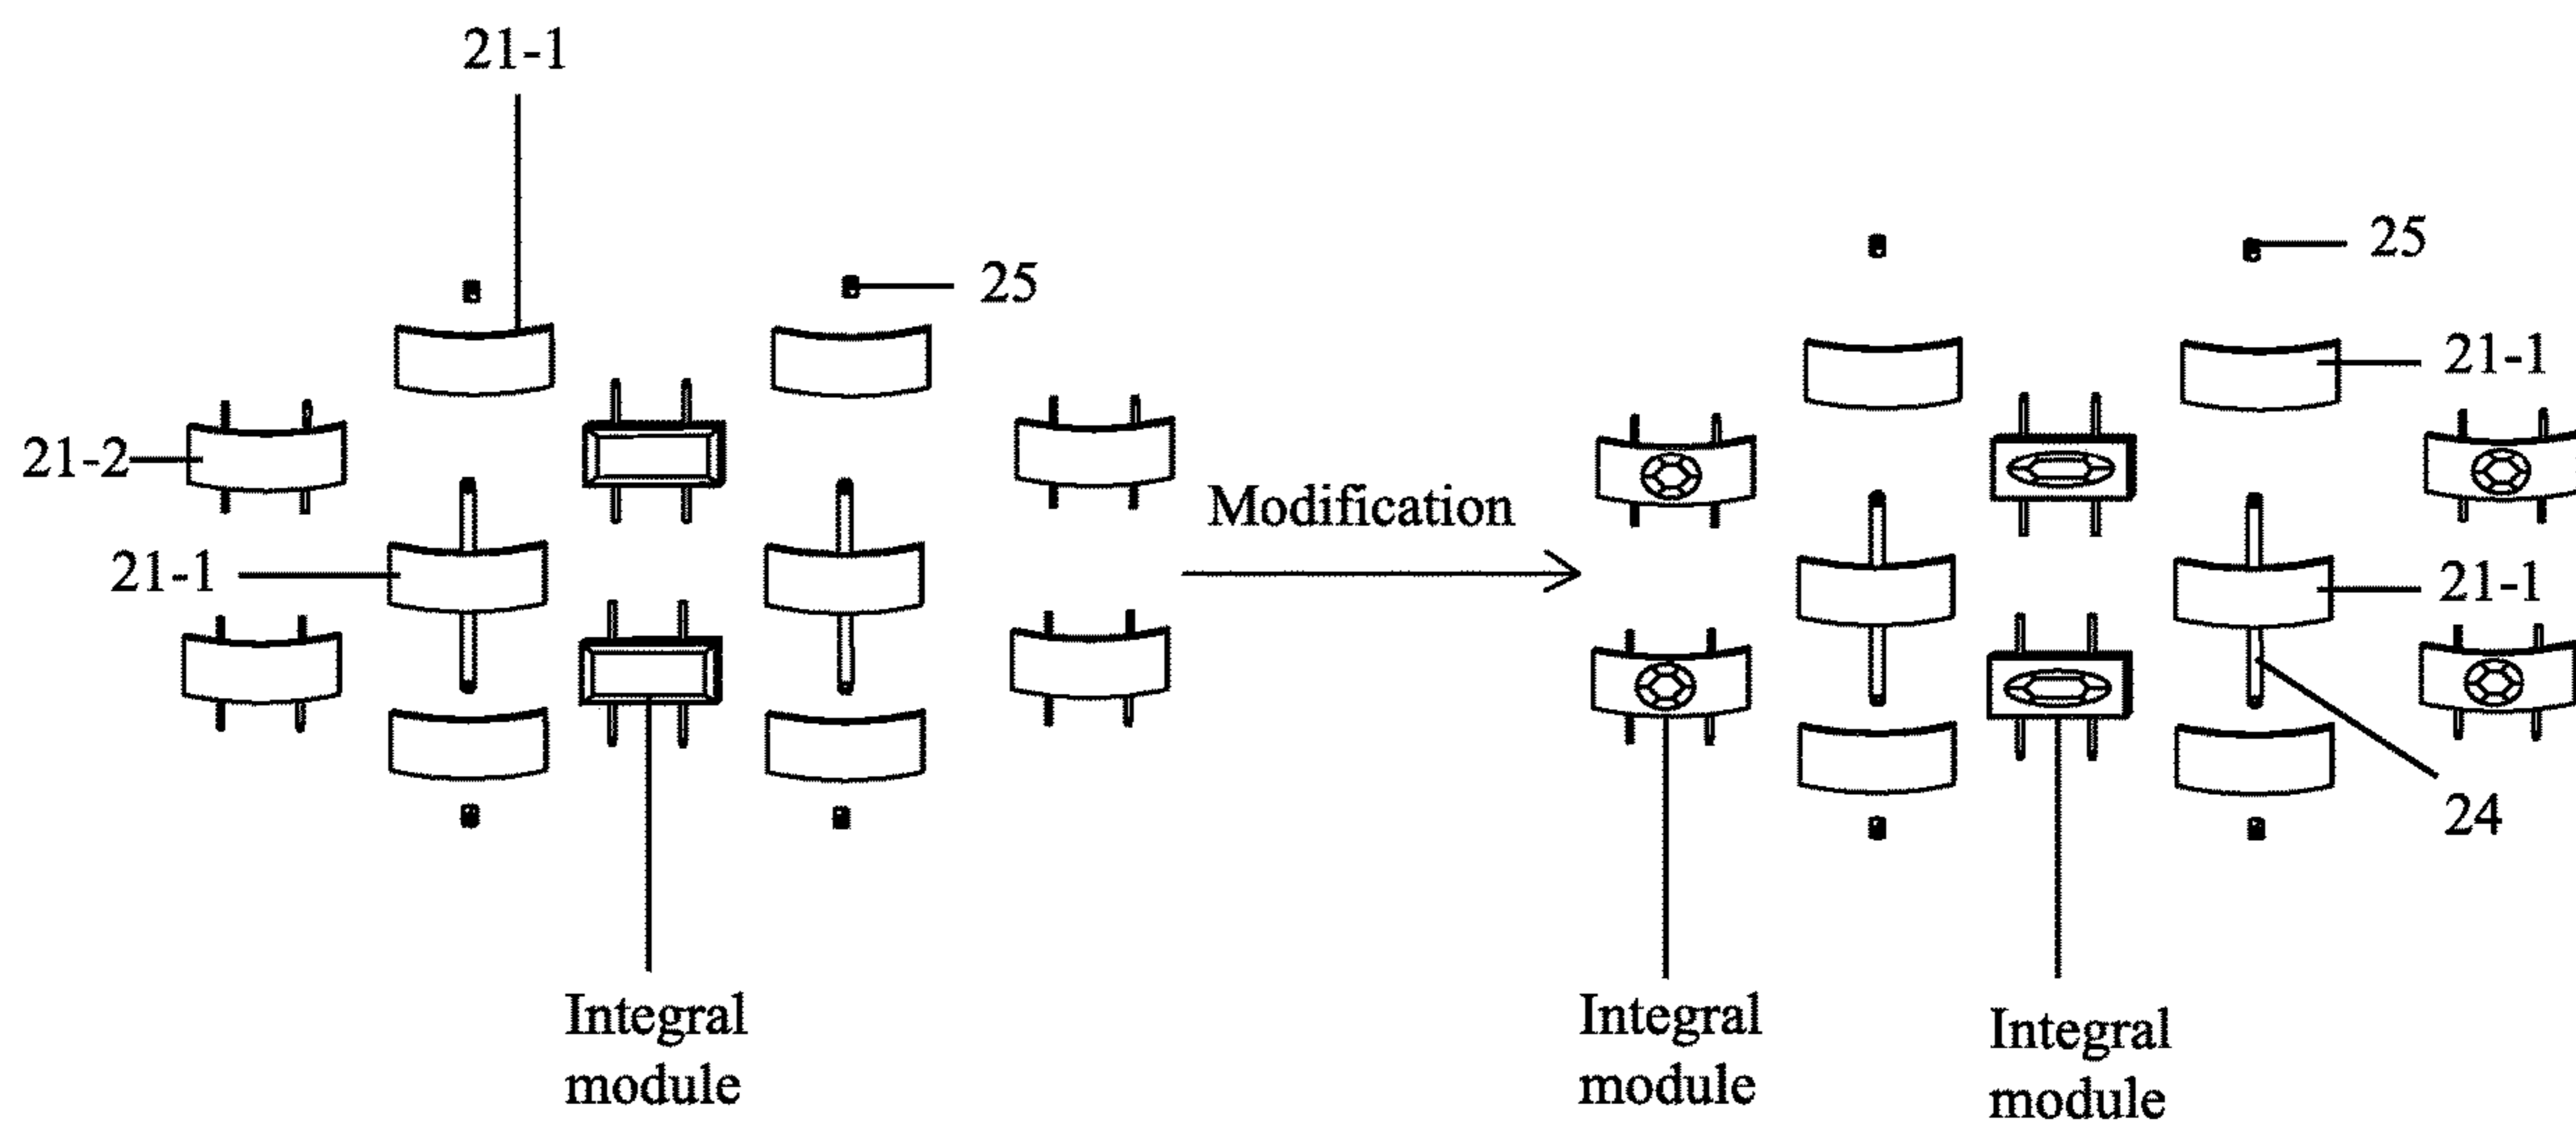 21-1
25
21-2
21-1
Integral
module
Modification
25
21-1
21-1
24
Integral
module
Integral
module